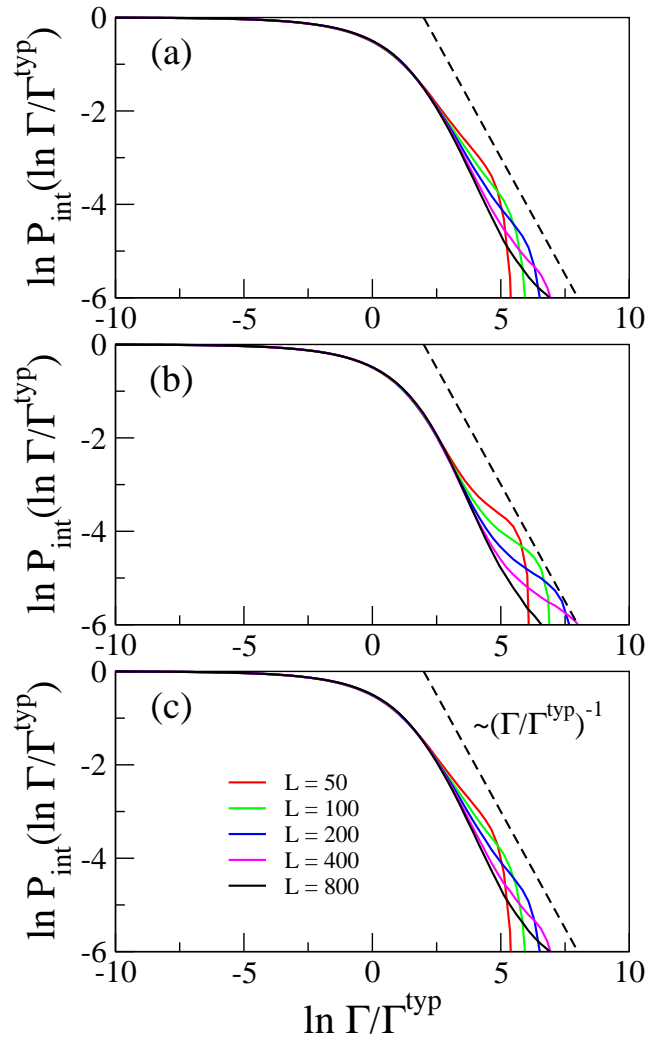 0
-2
-4
-6
-10 -5 0 5 10
ln P_int(ln Γ/Γ^typ)
(a)
0
-2
-4
-6
-10 -5 0 5 10
ln P_int(ln Γ/Γ^typ)
(b)
0
-2
-4
-6
-10 -5 0 5 10
ln P_int(ln Γ/Γ^typ)
(c)
~(Γ/Γ^typ)^-1
L = 50
L = 100
L = 200
L = 400
L = 800
ln Γ/Γ^typ